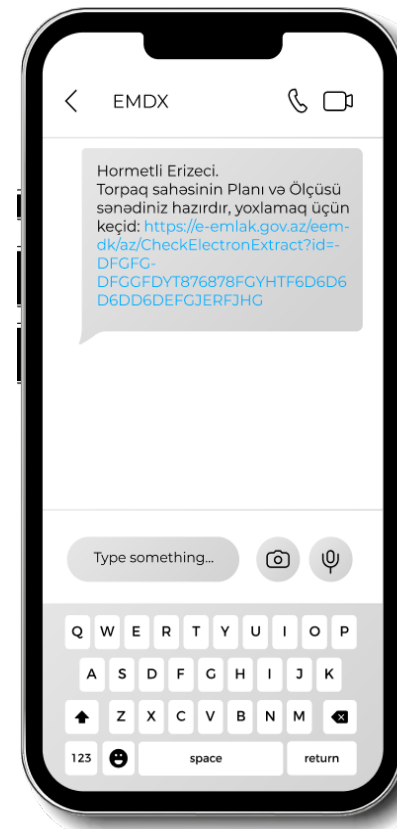 EMDX
Hormetli Erizeci.
Torpaq sahəsinin Planı və Ölçüsü
sənədiniz hazırdır, yoxlamaq üçün
keçid: https://e-emlak.gov.az/eem-
dk/az/CheckElectronExtract?id=-
DFGFG-
DFGGFDYT876878FGYHTF6D6D6
D6DD6DEFGJERFJHG
Type something...
Q W E R T Y U I O P
A S D F G H I J K
Z X C V B N M
123 space return